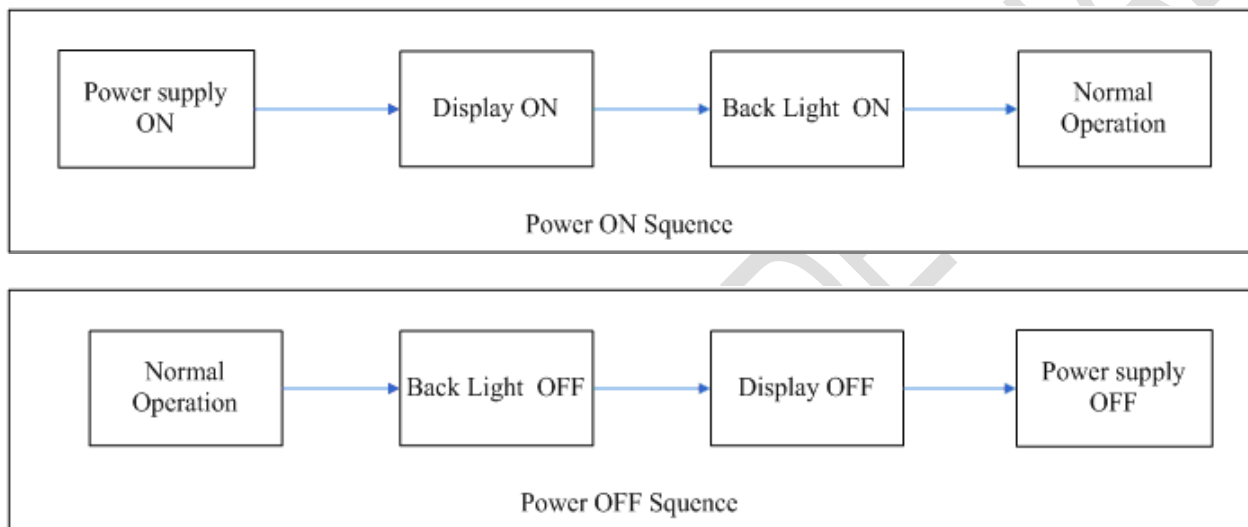 Power supply
ON
Display ON
Back Light ON
Normal
Operation
Power ON Squence
Normal
Operation
Back Light OFF
Display OFF
Power supply
OFF
Power OFF Squence